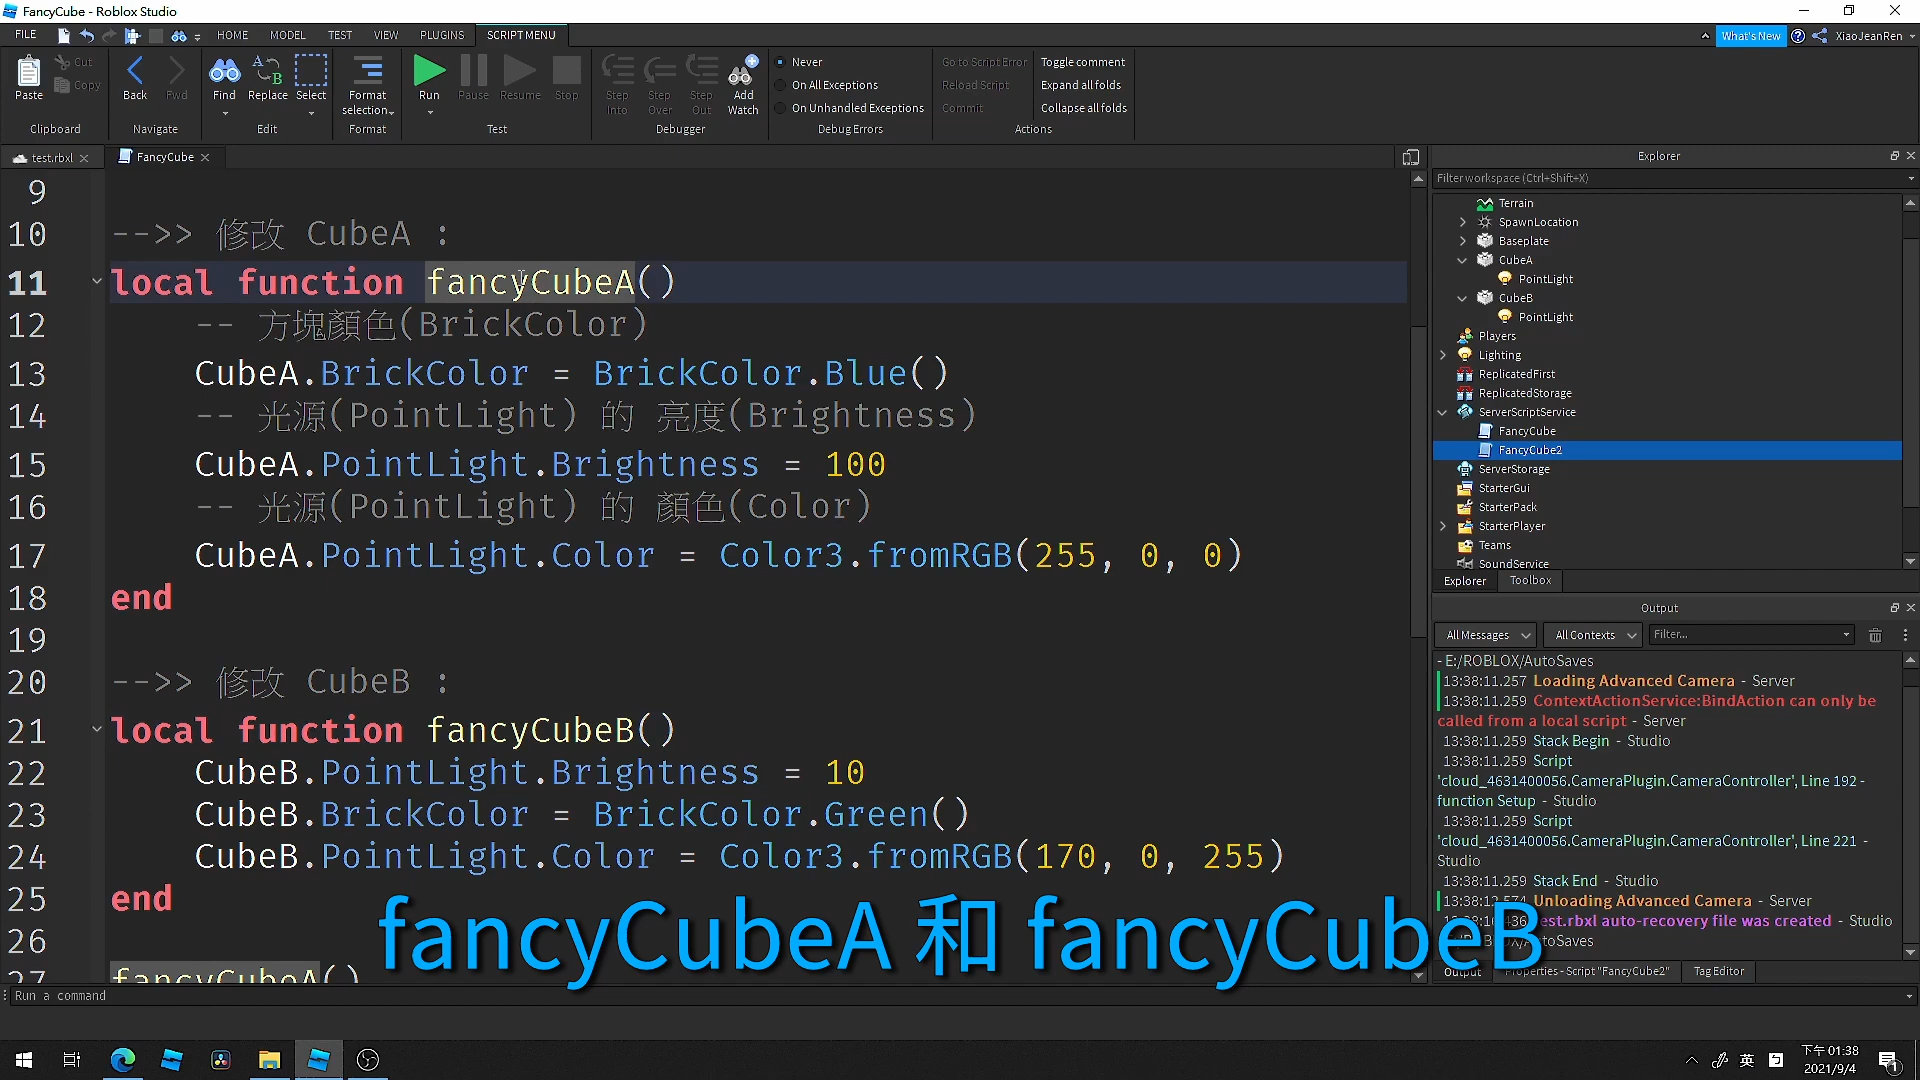 FancyCube - Roblox Studio
FILE
HOME
MODEL
TEST
VIEW
PLUGINS
SCRIPT MENU
What's New
XiaoJeanRen
Paste
Cut
Copy
Clipboard
Back
Fwd
Navigate
Find
Replace
Select
Edit
Format
selection
Format
Run
Pause
Resume
Stop
Test
Step
Into
Step
Over
Step
Out
Add
Watch
Debugger
Never
On All Exceptions
On Unhandled Exceptions
Debug Errors
Go to Script Error
Reload Script
Commit
Toggle comment
Expand all folds
Collapse all folds
Actions
test.rbxl
FancyCube
9
10 -->> 修改 CubeA :
11 local function fancyCubeA()
12 -- 方塊顏色(BrickColor)
13 CubeA.BrickColor = BrickColor.Blue()
14 -- 光源(PointLight) 的 亮度(Brightness)
15 CubeA.PointLight.Brightness = 100
16 -- 光源(PointLight) 的 顏色(Color)
17 CubeA.PointLight.Color = Color3.fromRGB(255, 0, 0)
18 end
19
20 -->> 修改 CubeB :
21 local function fancyCubeB()
22 CubeB.PointLight.Brightness = 10
23 CubeB.BrickColor = BrickColor.Green()
24 CubeB.PointLight.Color = Color3.fromRGB(170, 0, 255)
25 end
26
27 fancyCubeA()
fancyCubeA 和 fancyCubeB
Explorer
Filter workspace (Ctrl+Shift+X)
Terrain
SpawnLocation
Baseplate
CubeA
PointLight
CubeB
PointLight
Players
Lighting
ReplicatedFirst
ReplicatedStorage
ServerScriptService
FancyCube
FancyCube2
ServerStorage
StarterGui
StarterPack
StarterPlayer
Teams
SoundService
Explorer
Toolbox
Output
All Messages
All Contexts
Filter...
- E:/ROBLOX/AutoSaves
13:38:11.257 Loading Advanced Camera - Server
13:38:11.259 ContextActionService:BindAction can only be
called from a local script - Server
13:38:11.259 Stack Begin - Studio
13:38:11.259 Script
'cloud_4631400056.CameraPlugin.CameraController', Line 192 -
function Setup - Studio
13:38:11.259 Script
'cloud_4631400056.CameraPlugin.CameraController', Line 221 -
Studio
13:38:11.259 Stack End - Studio
Unloading Advanced Camera - Server
auto-recovery file was created - Studio
Output
Properties - Script "FancyCube2"
Tag Editor
Run a command
英
下午 01:38
2021/9/4
1